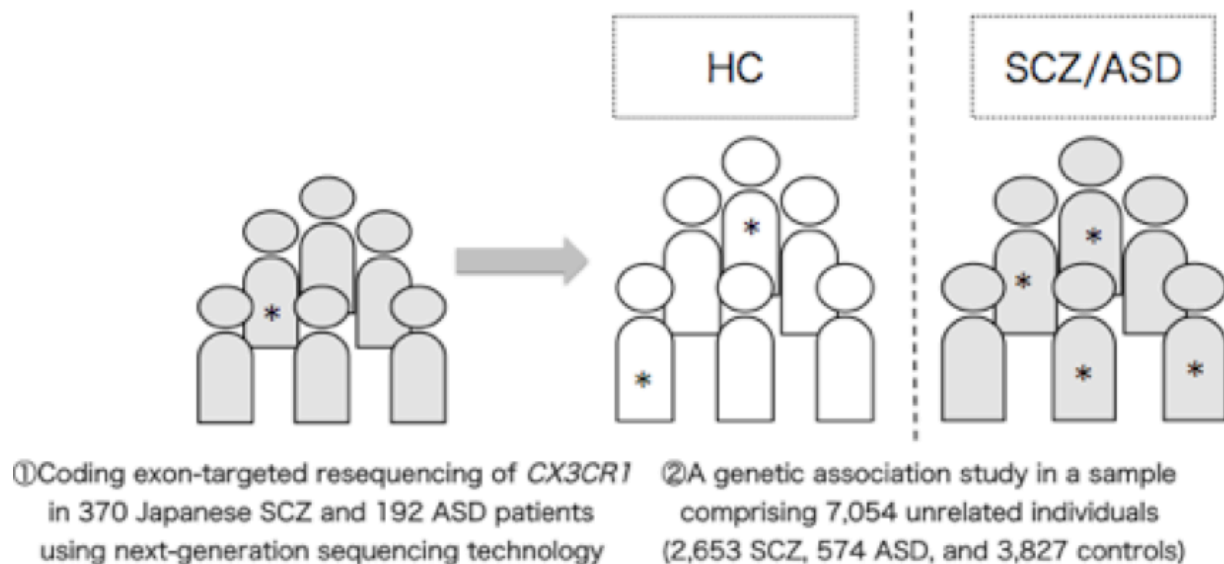 HC
SCZ/ASD
*
*
*
*
*
*
*
①Coding exon-targeted resequencing of CX3CR1
in 370 Japanese SCZ and 192 ASD patients
using next-generation sequencing technology
②A genetic association study in a sample
comprising 7,054 unrelated individuals
(2,653 SCZ, 574 ASD, and 3,827 controls)